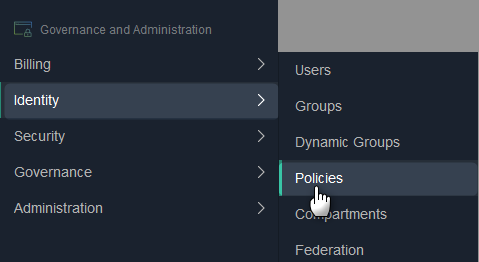 Governance and Administration
Billing
Identity
Security
Governance
Administration
Users
Groups
Dynamic Groups
Policies
Compartments
Federation